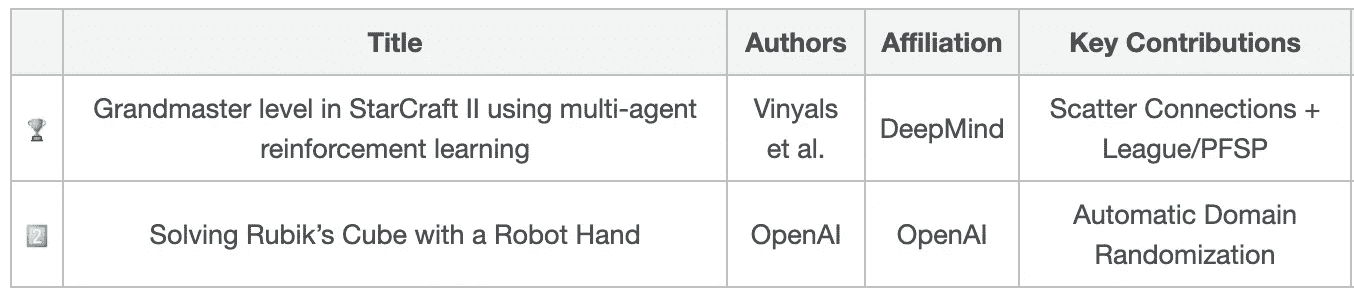 Title Authors Affiliation Key Contributions
Grandmaster level in StarCraft II using multi-agent
reinforcement learning
Vinyals
et al.
DeepMind
Scatter Connections +
League/PFSP
2
Solving Rubik's Cube with a Robot Hand
OpenAI
OpenAI
Automatic Domain
Randomization